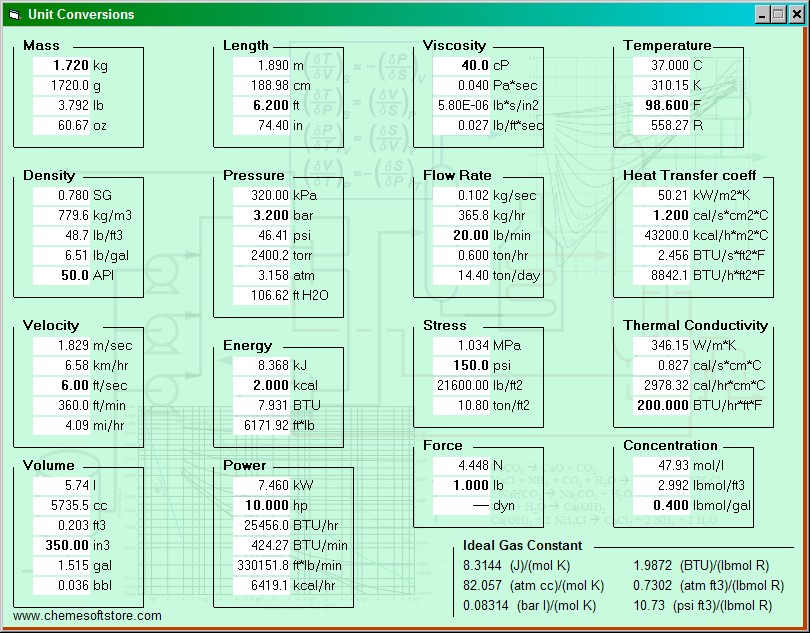 Unit Conversions
Mass
1.720 kg
1720.0 g
3.792 lb
60.67 oz
Length
1.890 m
188.98 cm
6.200 ft
74.40 in
Viscosity
40.0 cP
0.040 Pa*sec
5.80E-06 lb*s/in2
0.027 lb/ft*sec
Temperature
37.000 C
310.15 K
98.600 F
558.27 R
Density
0.780 SG
779.6 kg/m3
48.7 lb/ft3
6.51 lb/gal
50.0 API
Pressure
320.00 kPa
3.200 bar
46.41 psi
2400.2 torr
3.158 atm
106.62 ft H2O
Flow Rate
0.102 kg/sec
365.8 kg/hr
20.00 lb/min
0.600 ton/hr
14.40 ton/day
Heat Transfer coeff
50.21 kW/m2*K
1.200 cal/s*cm2*C
43200.0 kcal/h*m2*C
2.456 BTU/s*ft2*F
8842.1 BTU/h*ft2*F
Velocity
1.829 m/sec
6.58 km/hr
6.00 ft/sec
360.0 ft/min
4.09 mi/hr
Energy
8.368 kJ
2.000 kcal
7.931 BTU
6171.92 ft*lb
Stress
1.034 MPa
150.0 psi
21600.00 lb/ft2
10.80 ton/ft2
Thermal Conductivity
346.15 W/m*K
0.827 cal/s*cm*C
2978.32 cal/hr*cm*C
200.000 BTU/hr*ft*F
Volume
5.74 l
5735.5 cc
0.203 ft3
350.00 in3
1.515 gal
0.036 bbl
Power
7.460 kW
10.000 hp
25456.0 BTU/hr
424.27 BTU/min
330151.8 ft*lb/min
6419.1 kcal/hr
Force
4.448 N
1.000 lb
— dyn
Concentration
47.93 mol/l
2.992 lbmol/ft3
0.400 lbmol/gal
Ideal Gas Constant
8.3144 (J)/(mol K) 1.9872 (BTU)/(lbmol R)
82.057 (atm cc)/(mol K) 0.7302 (atm ft3)/(lbmol R)
0.08314 (bar l)/(mol K) 10.73 (psi ft3)/(lbmol R)
www.chemesoftstore.com